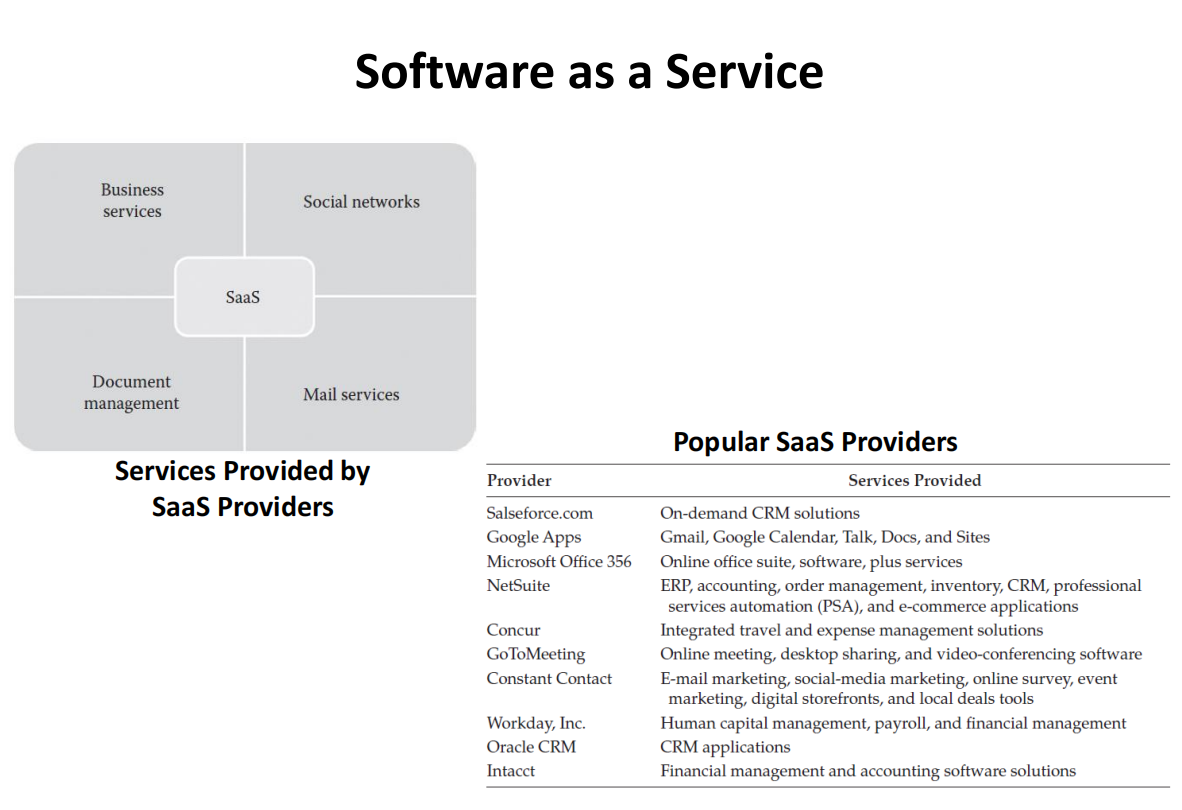 Software as a Service
Business
services
Social networks
SaaS
Document
management
Mail services
Services Provided by
SaaS Providers
Popular SaaS Providers
Provider Services Provided
Salseforce.com On-demand CRM solutions
Google Apps Gmail, Google Calendar, Talk, Docs, and Sites
Microsoft Office 356 Online office suite, software, plus services
NetSuite ERP, accounting, order management, inventory, CRM, professional
services automation (PSA), and e-commerce applications
Concur Integrated travel and expense management solutions
GoToMeeting Online meeting, desktop sharing, and video-conferencing software
Constant Contact E-mail marketing, social-media marketing, online survey, event
marketing, digital storefronts, and local deals tools
Workday, Inc. Human capital management, payroll, and financial management
Oracle CRM CRM applications
Intacct Financial management and accounting software solutions